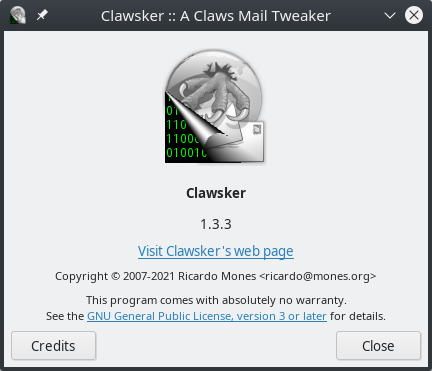 Clawsker :: A Claws Mail Tweaker
010010
Clawsker
1.3.3
Visit Clawsker's web page
Copyright © 2007-2021 Ricardo Mones <ricardo@mones.org>
This program comes with absolutely no warranty.
See the GNU General Public License, version 3 or later for details.
Credits
Close